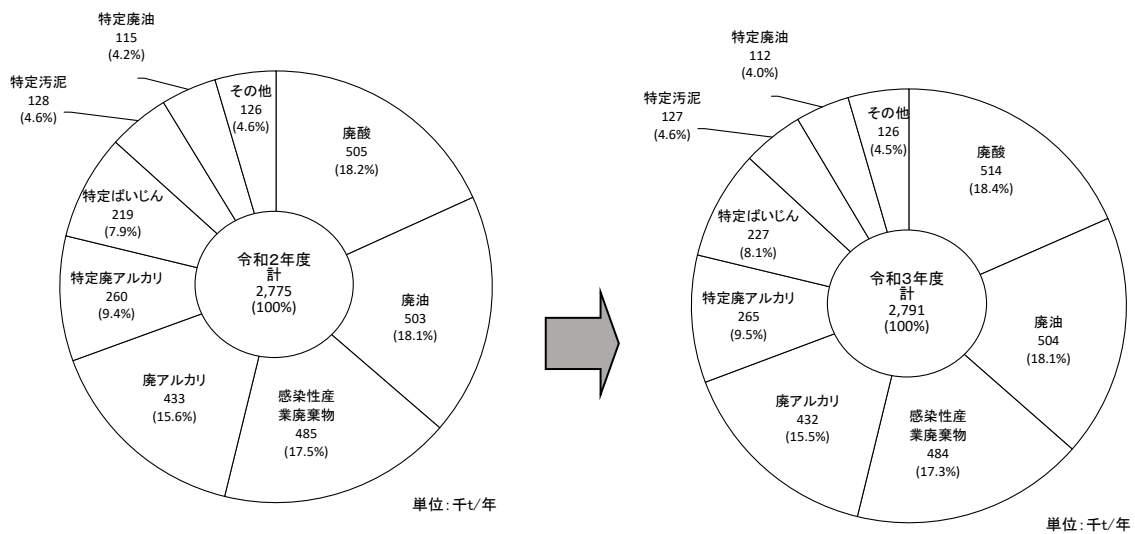 特定廃油
115
(4.2%)
特定汚泥
128
(4.6%)
その他
126
(4.6%)
廃酸
505
(18.2%)
特定ばいじん
219
(7.9%)
特定廃アルカリ
260
(9.4%)
令和2年度
計
2,775
(100%)
廃油
503
(18.1%)
廃アルカリ
433
(15.6%)
感染性産
業廃棄物
485
(17.5%)
単位:千t/年
特定廃油
112
(4.0%)
特定汚泥
127
(4.6%)
その他
126
(4.5%)
廃酸
514
(18.4%)
特定ばいじん
227
(8.1%)
特定廃アルカリ
265
(9.5%)
令和3年度
計
2,791
(100%)
廃油
504
(18.1%)
廃アルカリ
432
(15.5%)
感染性産
業廃棄物
484
(17.3%)
単位:千t/年